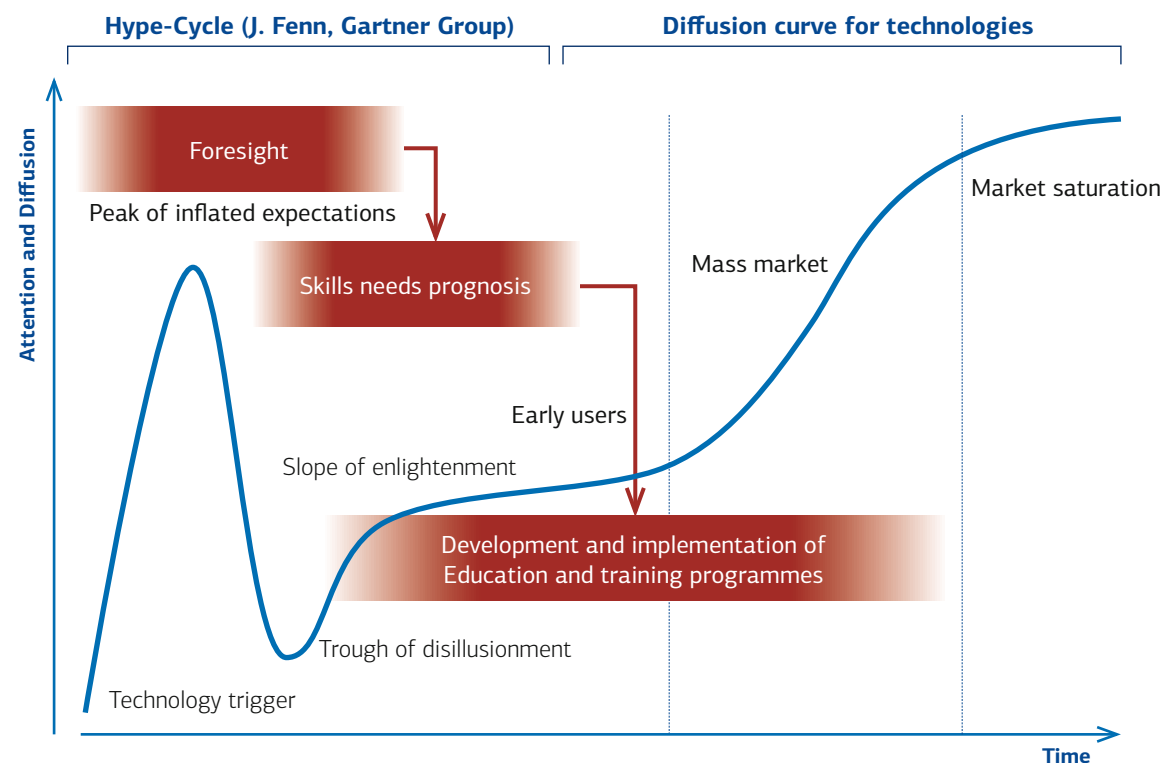 Hype-Cycle (J. Fenn, Gartner Group)
Diffusion curve for technologies
Attention and Diffusion
Foresight
Peak of inflated expectations
Market saturation
Mass market
Skills needs prognosis
Early users
Slope of enlightenment
Development and implementation of
Education and training programmes
Trough of disillusionment
Technology trigger
Time